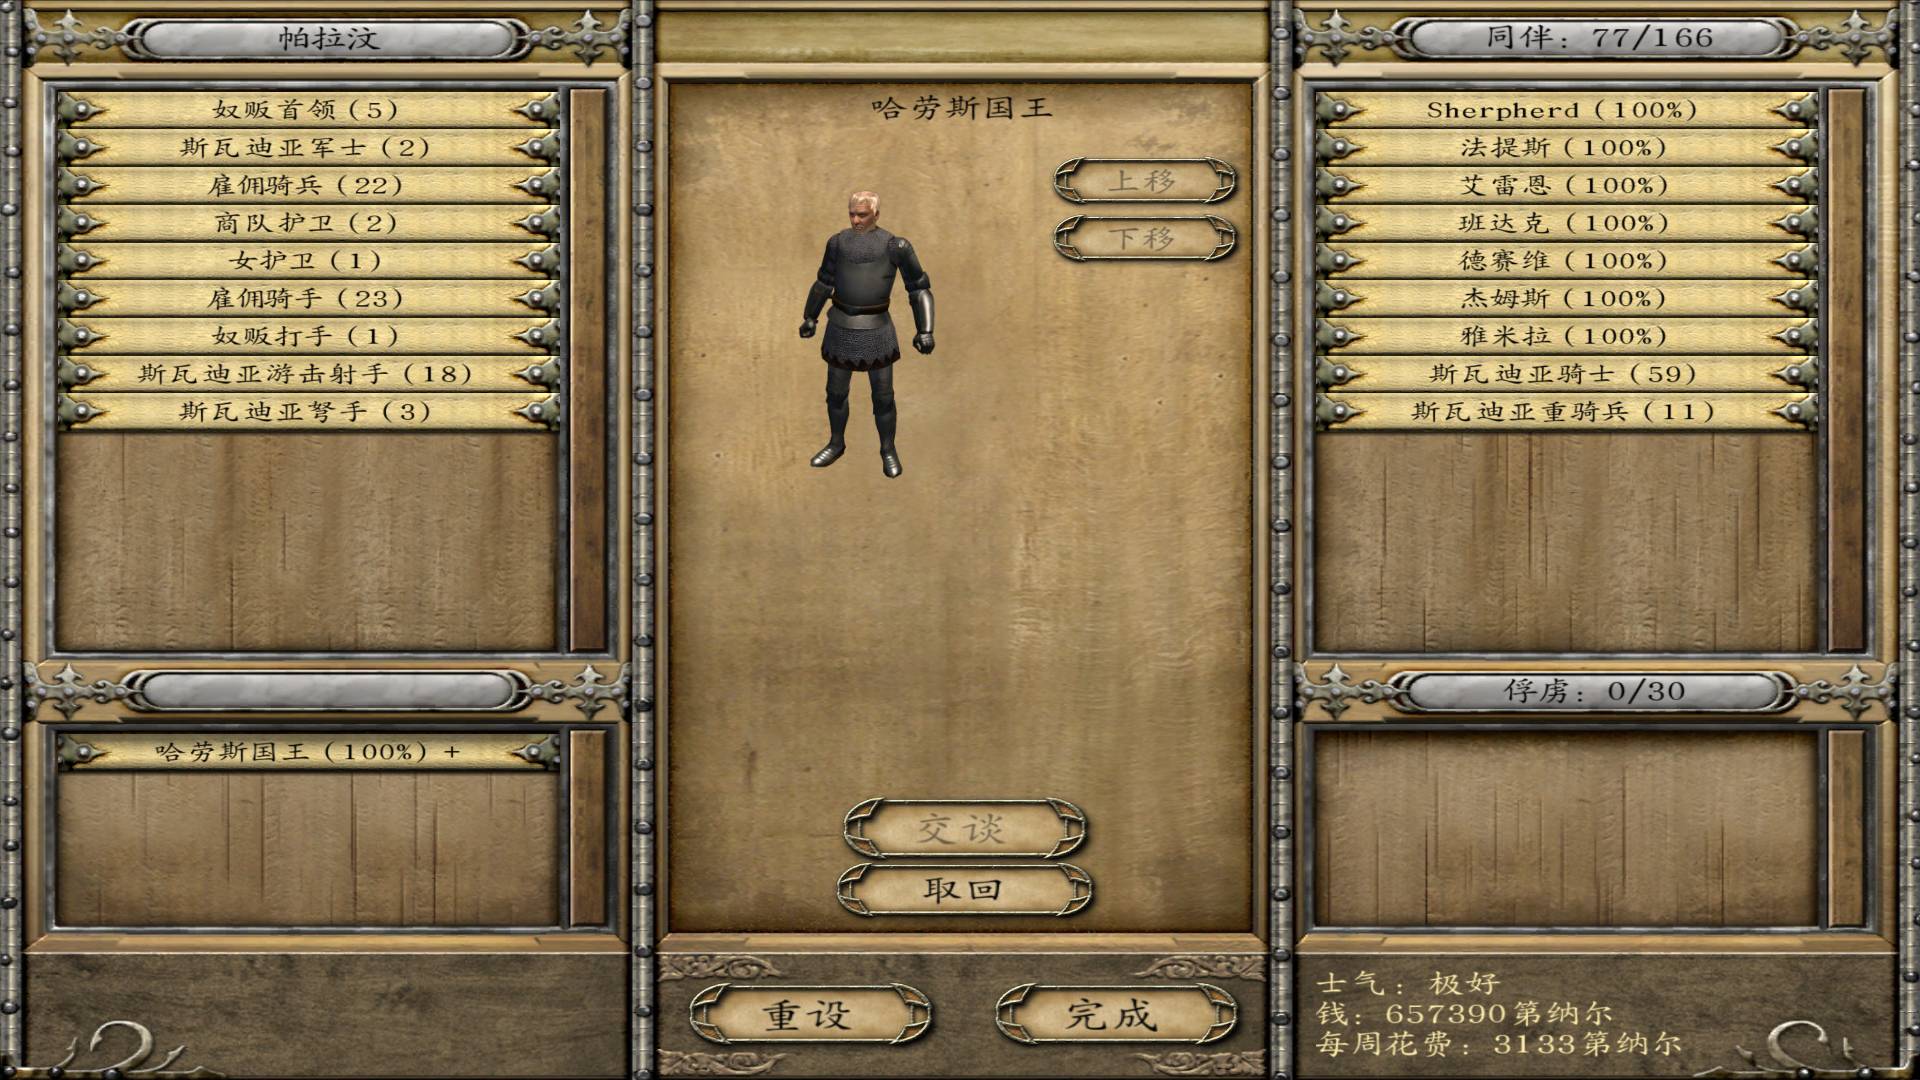 帕拉汶
奴贩首领 (5)
斯瓦迪亚军士 (2)
雇佣骑兵 (22)
商队护卫 (2)
女护卫 (1)
雇佣骑手 (23)
奴贩打手 (1)
斯瓦迪亚游击射手 (18)
斯瓦迪亚弩手 (3)
哈劳斯国王 (100%) +
哈劳斯国王
上移
下移
交谈
取回
重设
完成
同伴: 77/166
Sherpherd (100%)
法提斯 (100%)
艾雷恩 (100%)
班达克 (100%)
德赛维 (100%)
杰姆斯 (100%)
雅米拉 (100%)
斯瓦迪亚骑士 (59)
斯瓦迪亚重骑兵 (11)
俘虏: 0/30
士气: 极好
钱: 657390第纳尔
每周花费: 3133第纳尔